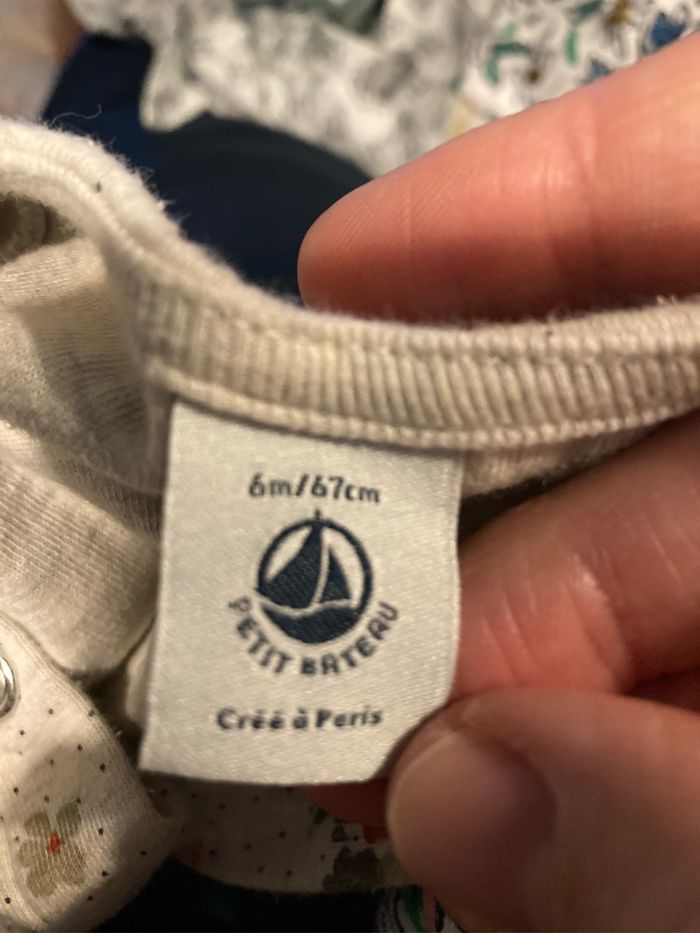 6m/67cm
PETIT BATEAU
Créé à Paris